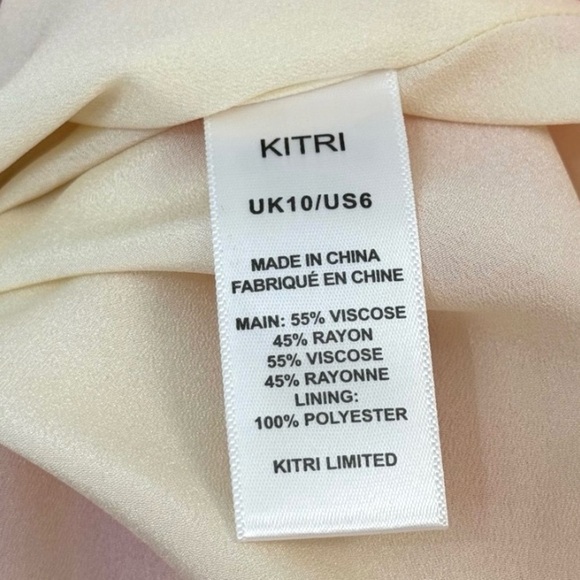 KITRI
UK10/US6
MADE IN CHINA
FABRIQUÉ EN CHINE
MAIN: 55% VISCOSE
45% RAYON
55% VISCOSE
45% RAYONNE
LINING:
100% POLYESTER
KITRI LIMITED